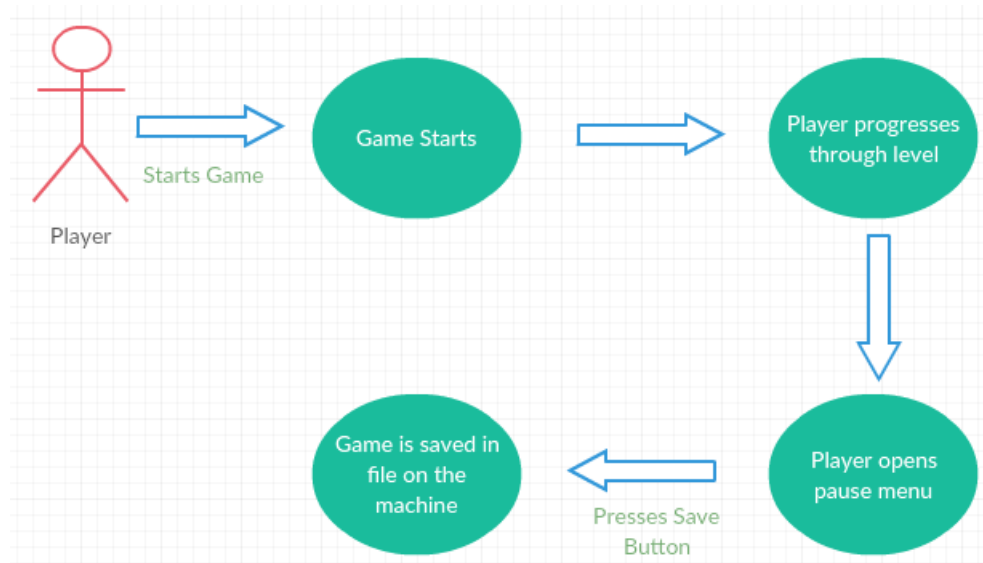 Game Starts
Player progresses
through level
Starts Game
Player
Game is saved in
file on the
machine
Player opens
pause menu
Presses Save
Button